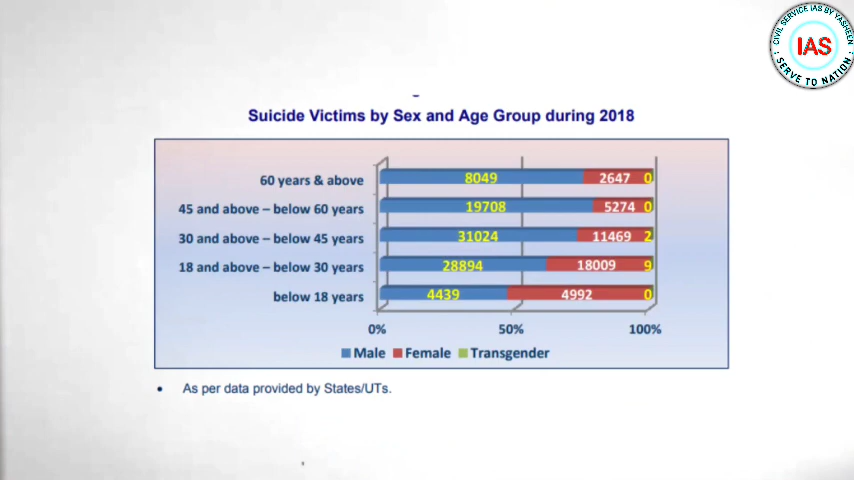 CIVIL SERVICE IAS BY YASHEEN
IAS
: SERVE TO NATION :
Suicide Victims by Sex and Age Group during 2018
60 years & above 8049 2647 0
45 and above – below 60 years 19708 5274 0
30 and above – below 45 years 31024 11469 2
18 and above – below 30 years 28894 18009 9
below 18 years 4439 4992 0
0% 50% 100%
Male Female Transgender
• As per data provided by States/UTs.